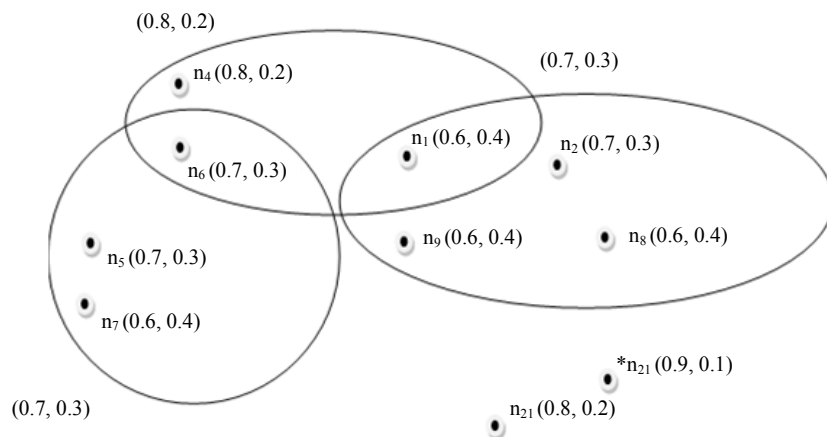 (0.8, 0.2)
(0.7, 0.3)
n₄ (0.8, 0.2)
n₁ (0.6, 0.4)
n₂ (0.7, 0.3)
n₆ (0.7, 0.3)
n₅ (0.7, 0.3)
n₉ (0.6, 0.4)
n₈ (0.6, 0.4)
n₇ (0.6, 0.4)
*n₂₁ (0.9, 0.1)
(0.7, 0.3)
n₂₁ (0.8, 0.2)